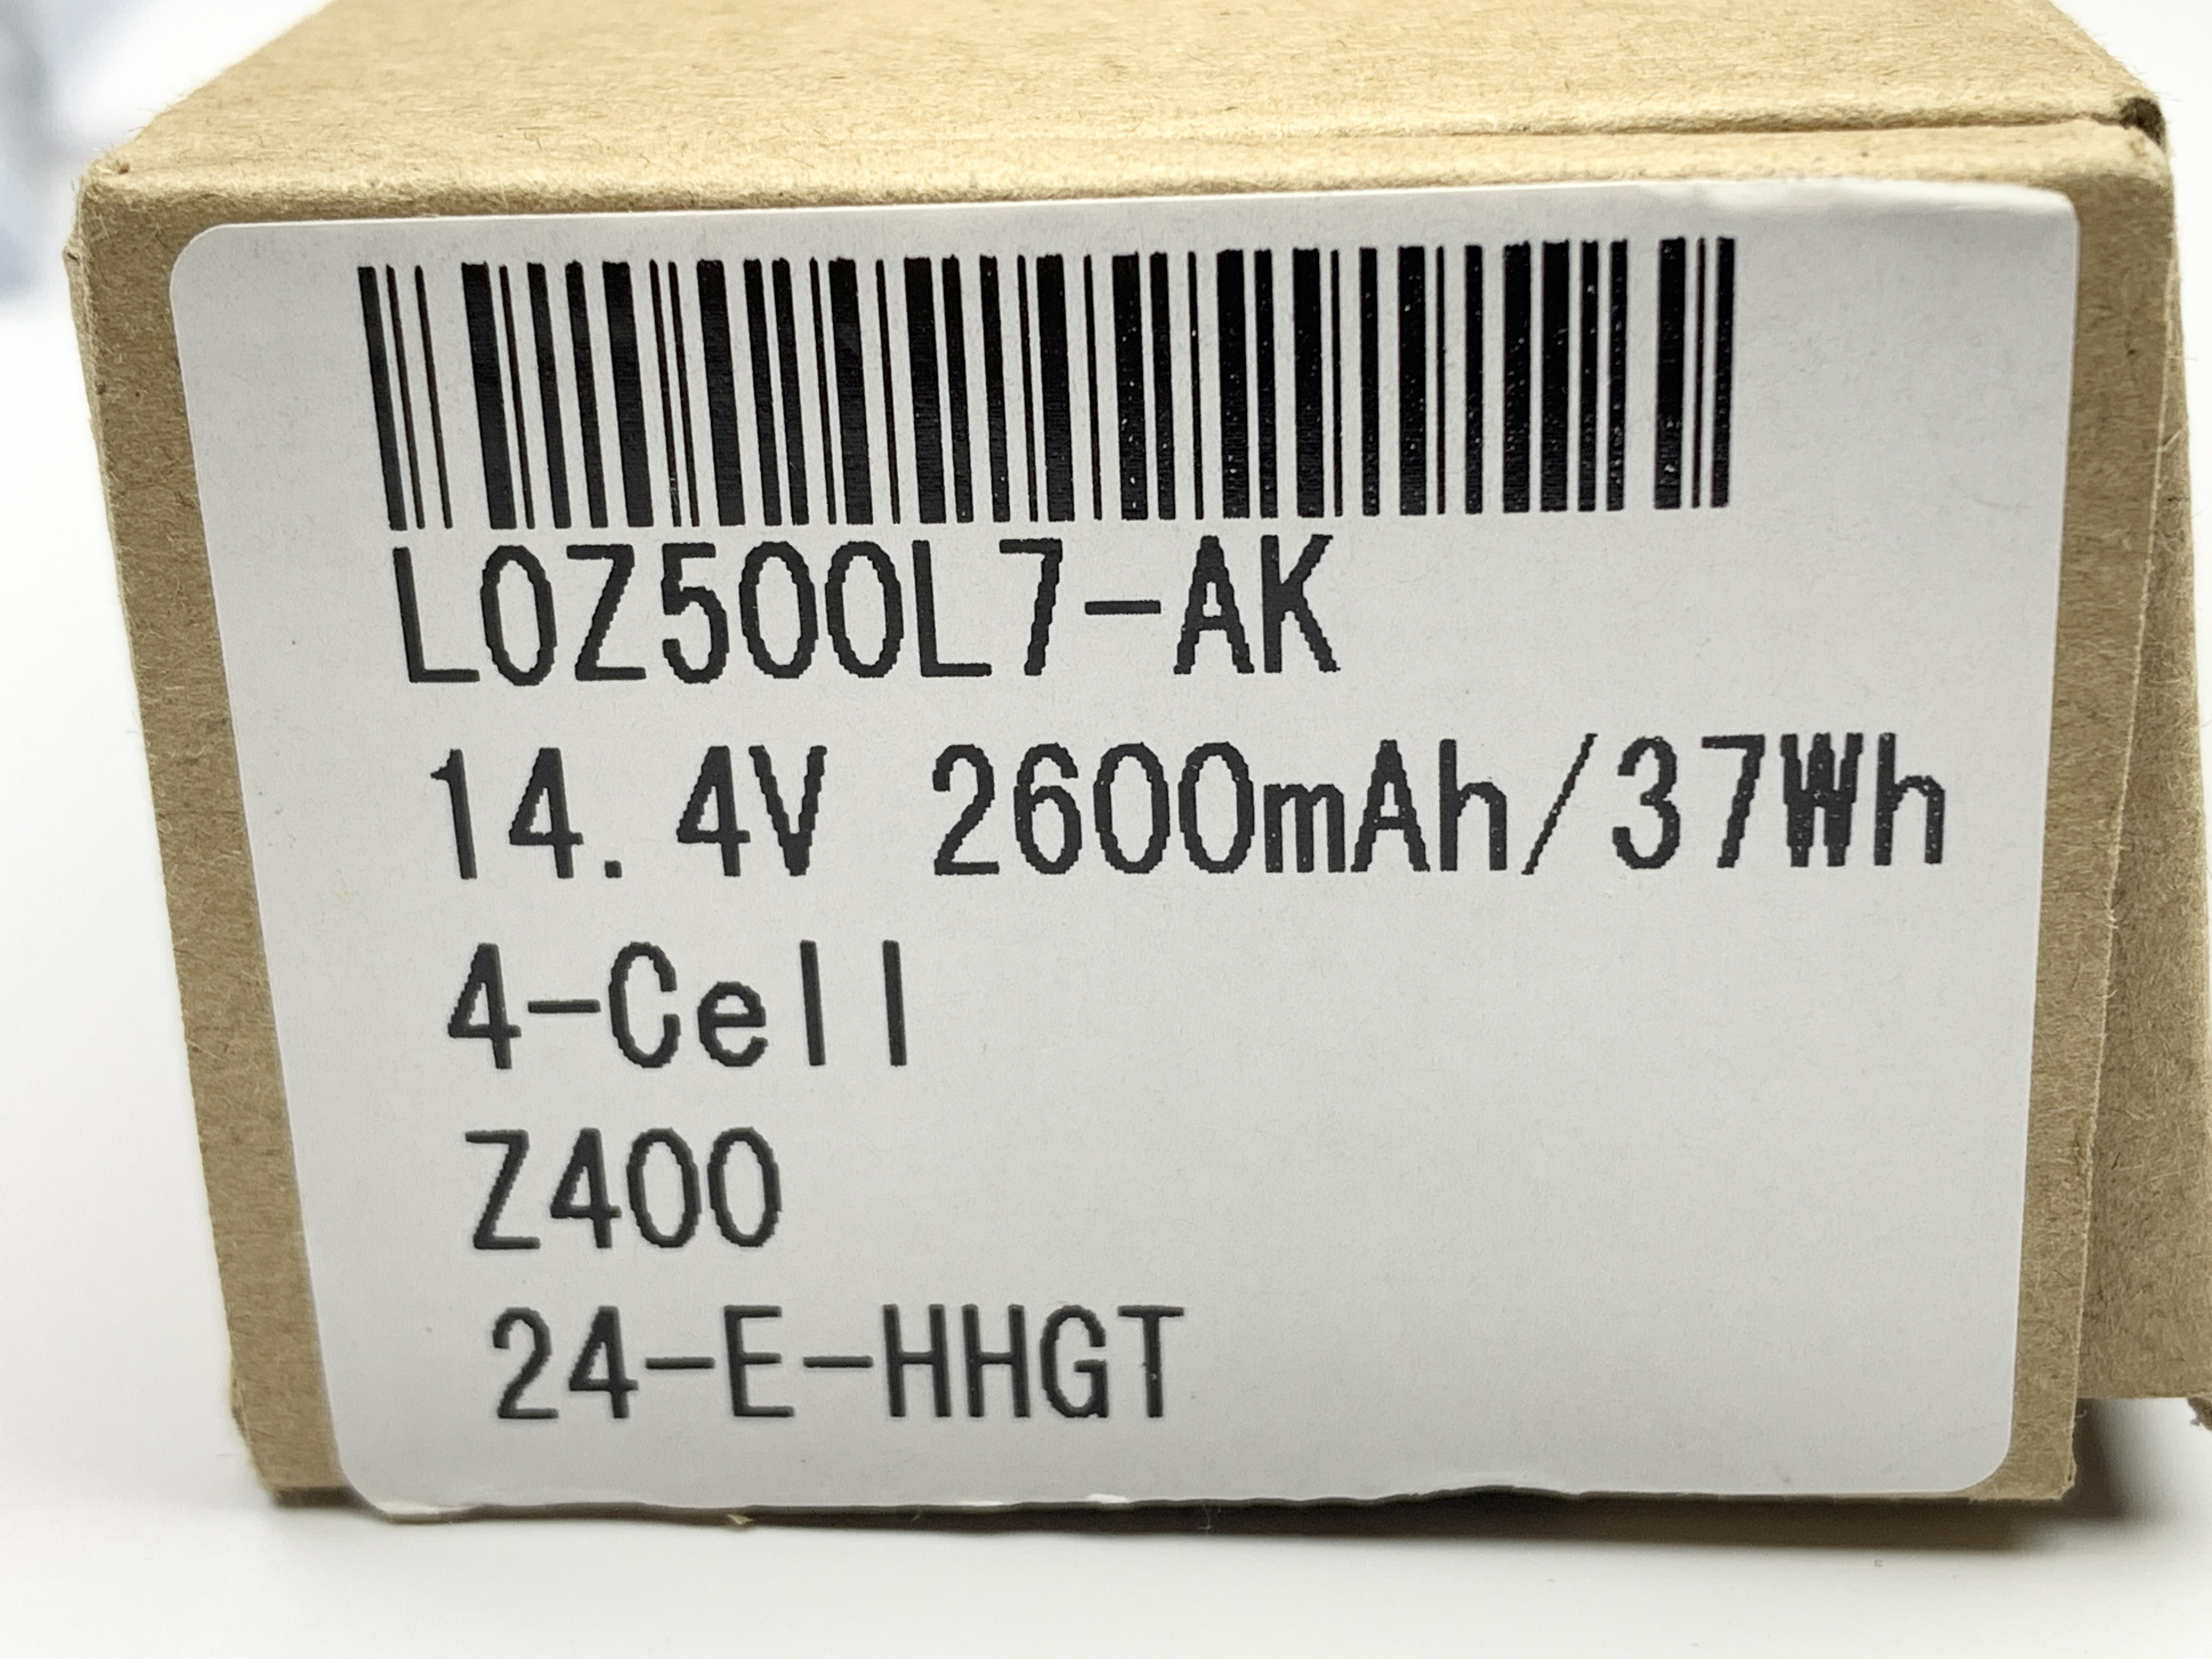 L0Z500L7-AK
14.4V 2600mAh/37Wh
4-Cell
Z400
24-E-HHGT